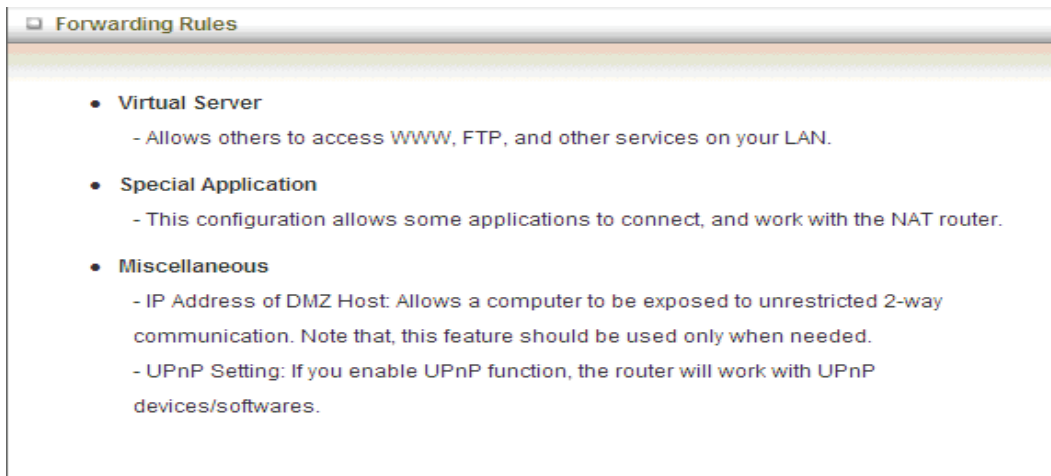 Forwarding Rules
• Virtual Server
- Allows others to access WWW, FTP, and other services on your LAN.
• Special Application
- This configuration allows some applications to connect, and work with the NAT router.
• Miscellaneous
- IP Address of DMZ Host: Allows a computer to be exposed to unrestricted 2-way
communication. Note that, this feature should be used only when needed.
- UPnP Setting: If you enable UPnP function, the router will work with UPnP
devices/softwares.